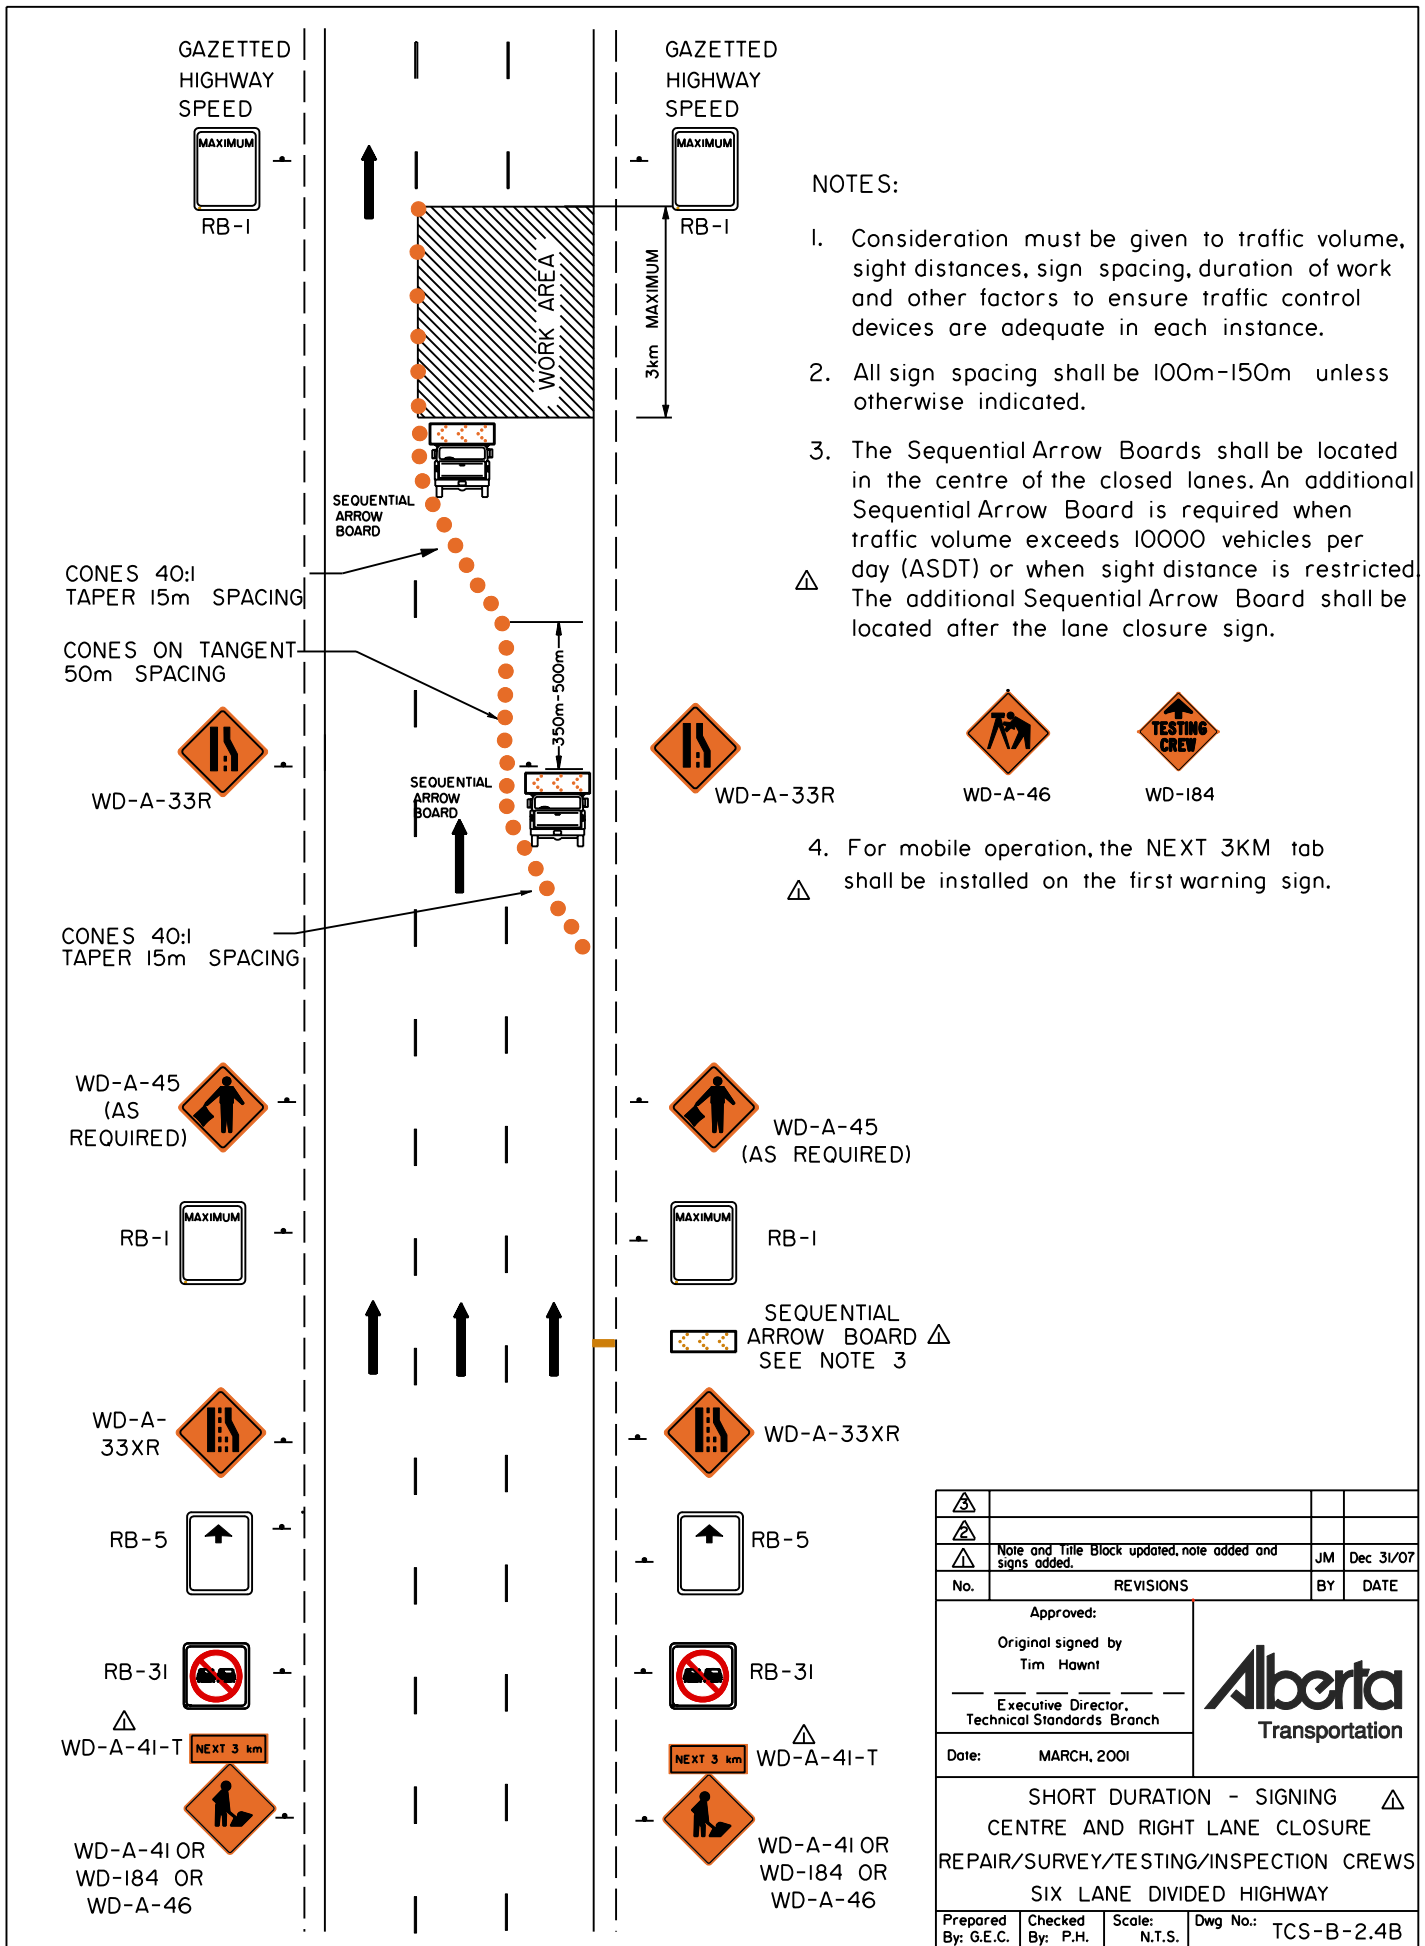 GAZETTED
HIGHWAY
SPEED
MAXIMUM
RB-1
GAZETTED
HIGHWAY
SPEED
MAXIMUM
RB-1
WORK AREA
3km MAXIMUM
SEQUENTIAL
ARROW
BOARD
CONES 40:1
TAPER 15m SPACING
CONES ON TANGENT
50m SPACING
350m-500m
WD-A-33R
WD-A-33R
SEQUENTIAL
ARROW
BOARD
CONES 40:1
TAPER 15m SPACING
WD-A-45
(AS
REQUIRED)
WD-A-45
(AS REQUIRED)
RB-1
MAXIMUM
MAXIMUM
RB-1
SEQUENTIAL
ARROW BOARD 1
SEE NOTE 3
WD-A-
33XR
WD-A-33XR
RB-5
RB-5
RB-31
RB-31
1
WD-A-41-T
NEXT 3 km
NEXT 3 km
1
WD-A-41-T
WD-A-41 OR
WD-184 OR
WD-A-46
WD-A-41 OR
WD-184 OR
WD-A-46
NOTES:
1. Consideration must be given to traffic volume,
sight distances, sign spacing, duration of work
and other factors to ensure traffic control
devices are adequate in each instance.
2. All sign spacing shall be 100m-150m unless
otherwise indicated.
3. The Sequential Arrow Boards shall be located
in the centre of the closed lanes. An additional
Sequential Arrow Board is required when
traffic volume exceeds 10000 vehicles per
day (ASDT) or when sight distance is restricted.
1
The additional Sequential Arrow Board shall be
located after the lane closure sign.
TESTING
CREW
WD-A-46
WD-184
4. For mobile operation, the NEXT 3KM tab
1 shall be installed on the first warning sign.
3
2
1 Note and Title Block updated, note added and
signs added. JM Dec 31/07
No. REVISIONS BY DATE
Approved:
Original signed by
Tim Hawnt
Executive Director,
Technical Standards Branch
Date: MARCH, 2001
Alberta
Transportation
SHORT DURATION - SIGNING 1
CENTRE AND RIGHT LANE CLOSURE
REPAIR/SURVEY/TESTING/INSPECTION CREWS
SIX LANE DIVIDED HIGHWAY
Prepared
By: G.E.C.
Checked
By: P.H.
Scale:
N.T.S.
Dwg No.: TCS-B-2.4B